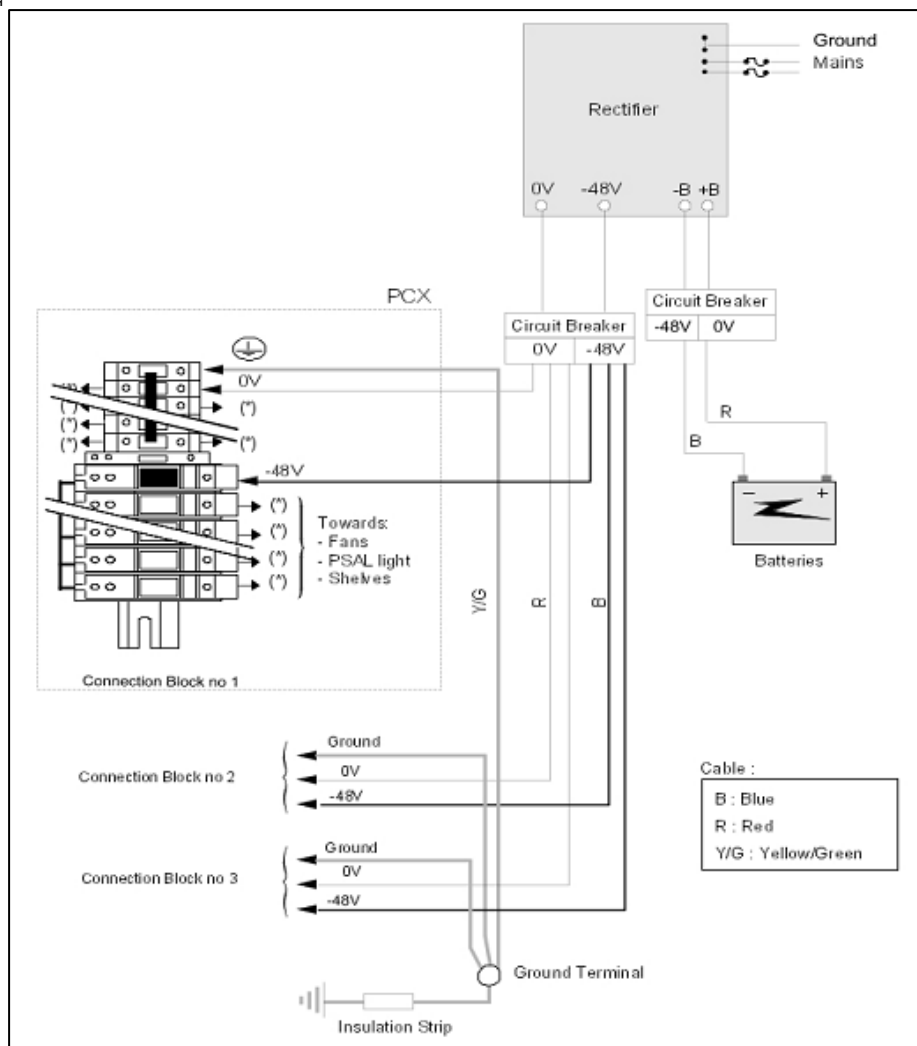 Ground
Mains
Rectifier
0V -48V -B +B
PCX
Circuit Breaker
-48V 0V
Circuit Breaker
0V -48V
0V
(*)
(*) (*)
(*)
(*) (*)
R
B
-48V
(*)
(*)
(*)
(*)
Towards:
- Fans
- PSAL light
- Shelves
- +
Batteries
Y/G R B
Connection Block no 1
Ground
Connection Block no 2
0V
-48V
Ground
Connection Block no 3
0V
-48V
Cable :
B : Blue
R : Red
Y/G : Yellow/Green
Ground Terminal
Insulation Strip